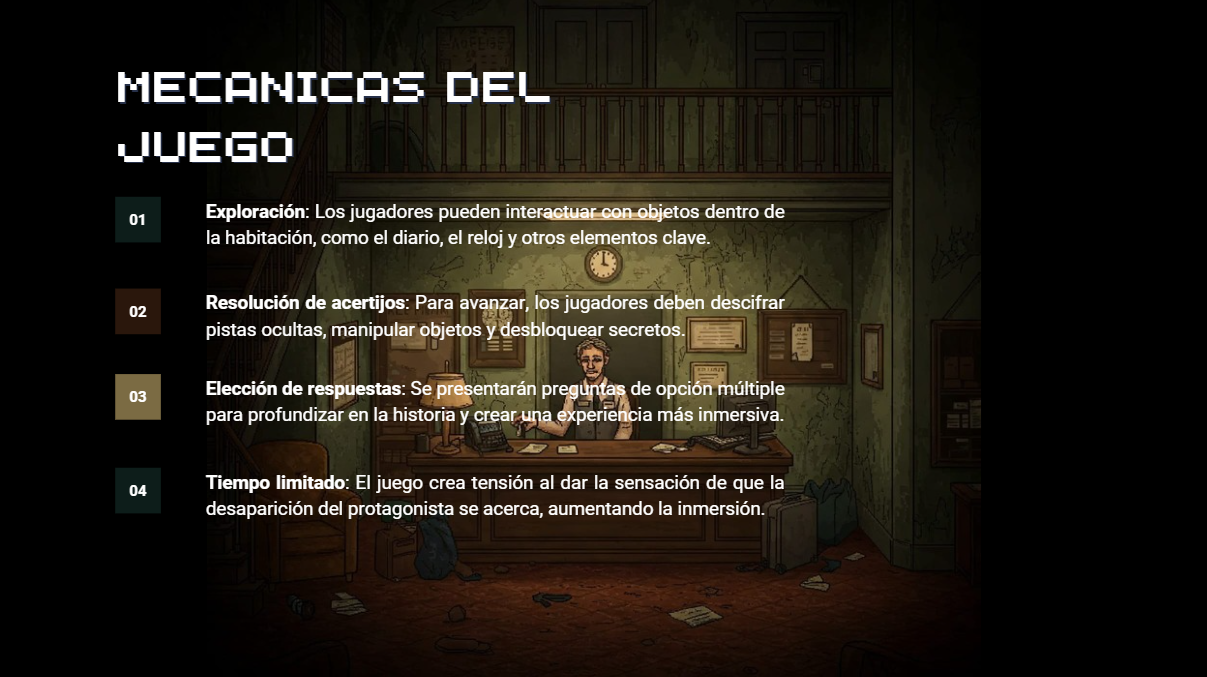 MECANICAS DEL
JUEGO
01
Exploración: Los jugadores pueden interactuar con objetos dentro de
la habitación, como el diario, el reloj y otros elementos clave.
02
Resolución de acertijos: Para avanzar, los jugadores deben descifrar
pistas ocultas, manipular objetos y desbloquear secretos.
03
Elección de respuestas: Se presentarán preguntas de opción múltiple
para profundizar en la historia y crear una experiencia más inmersiva.
04
Tiempo limitado: El juego crea tensión al dar la sensación de que la
desaparición del protagonista se acerca, aumentando la inmersión.